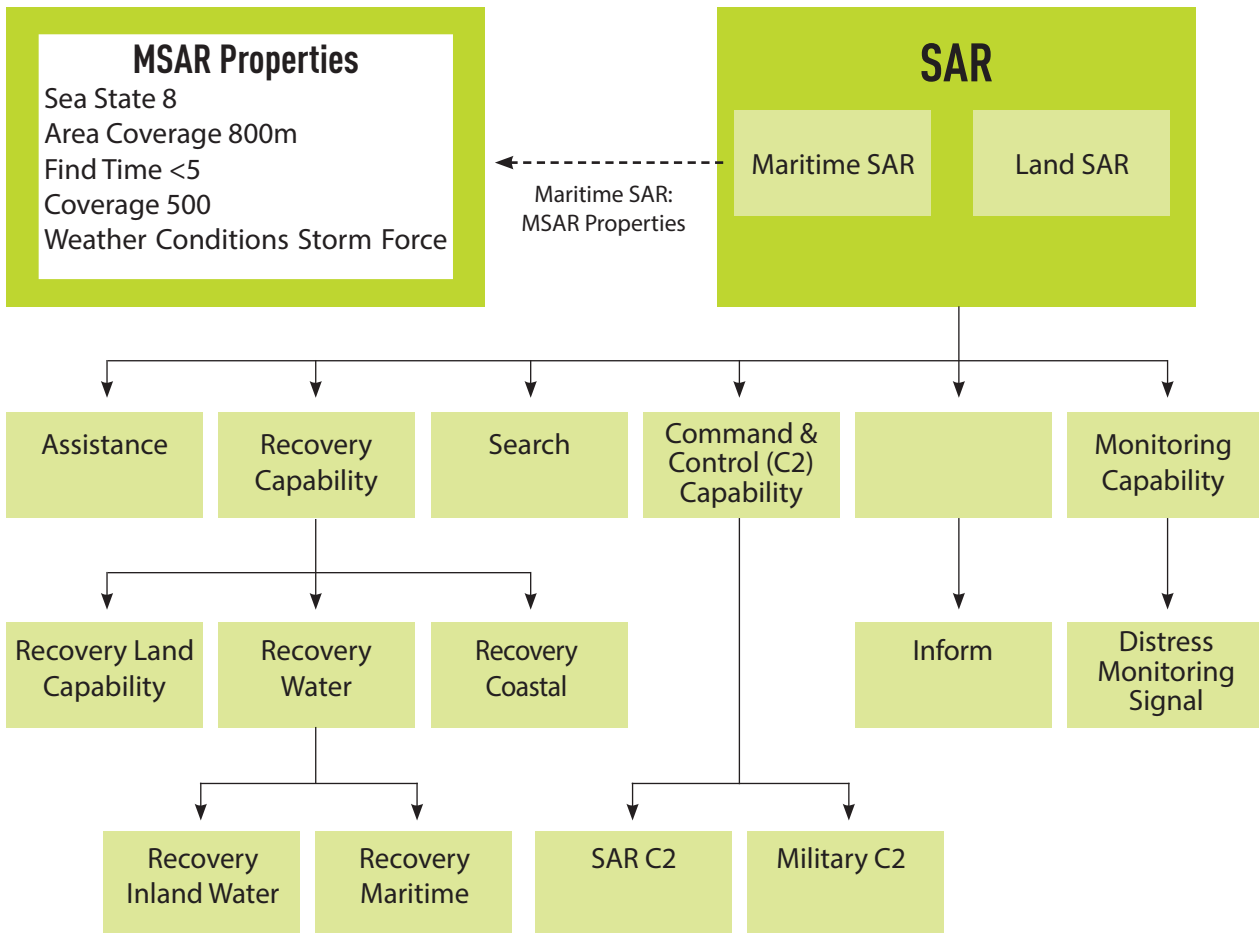 MSAR Properties
Sea State 8
Area Coverage 800m
Find Time <5
Coverage 500
Weather Conditions Storm Force
Maritime SAR:
MSAR Properties
SAR
Maritime SAR
Land SAR
Assistance
Recovery
Capability
Search
Command &
Control (C2)
Capability
Monitoring
Capability
Recovery Land
Capability
Recovery
Water
Recovery
Coastal
Inform
Distress
Monitoring
Signal
Recovery
Inland Water
Recovery
Maritime
SAR C2
Military C2